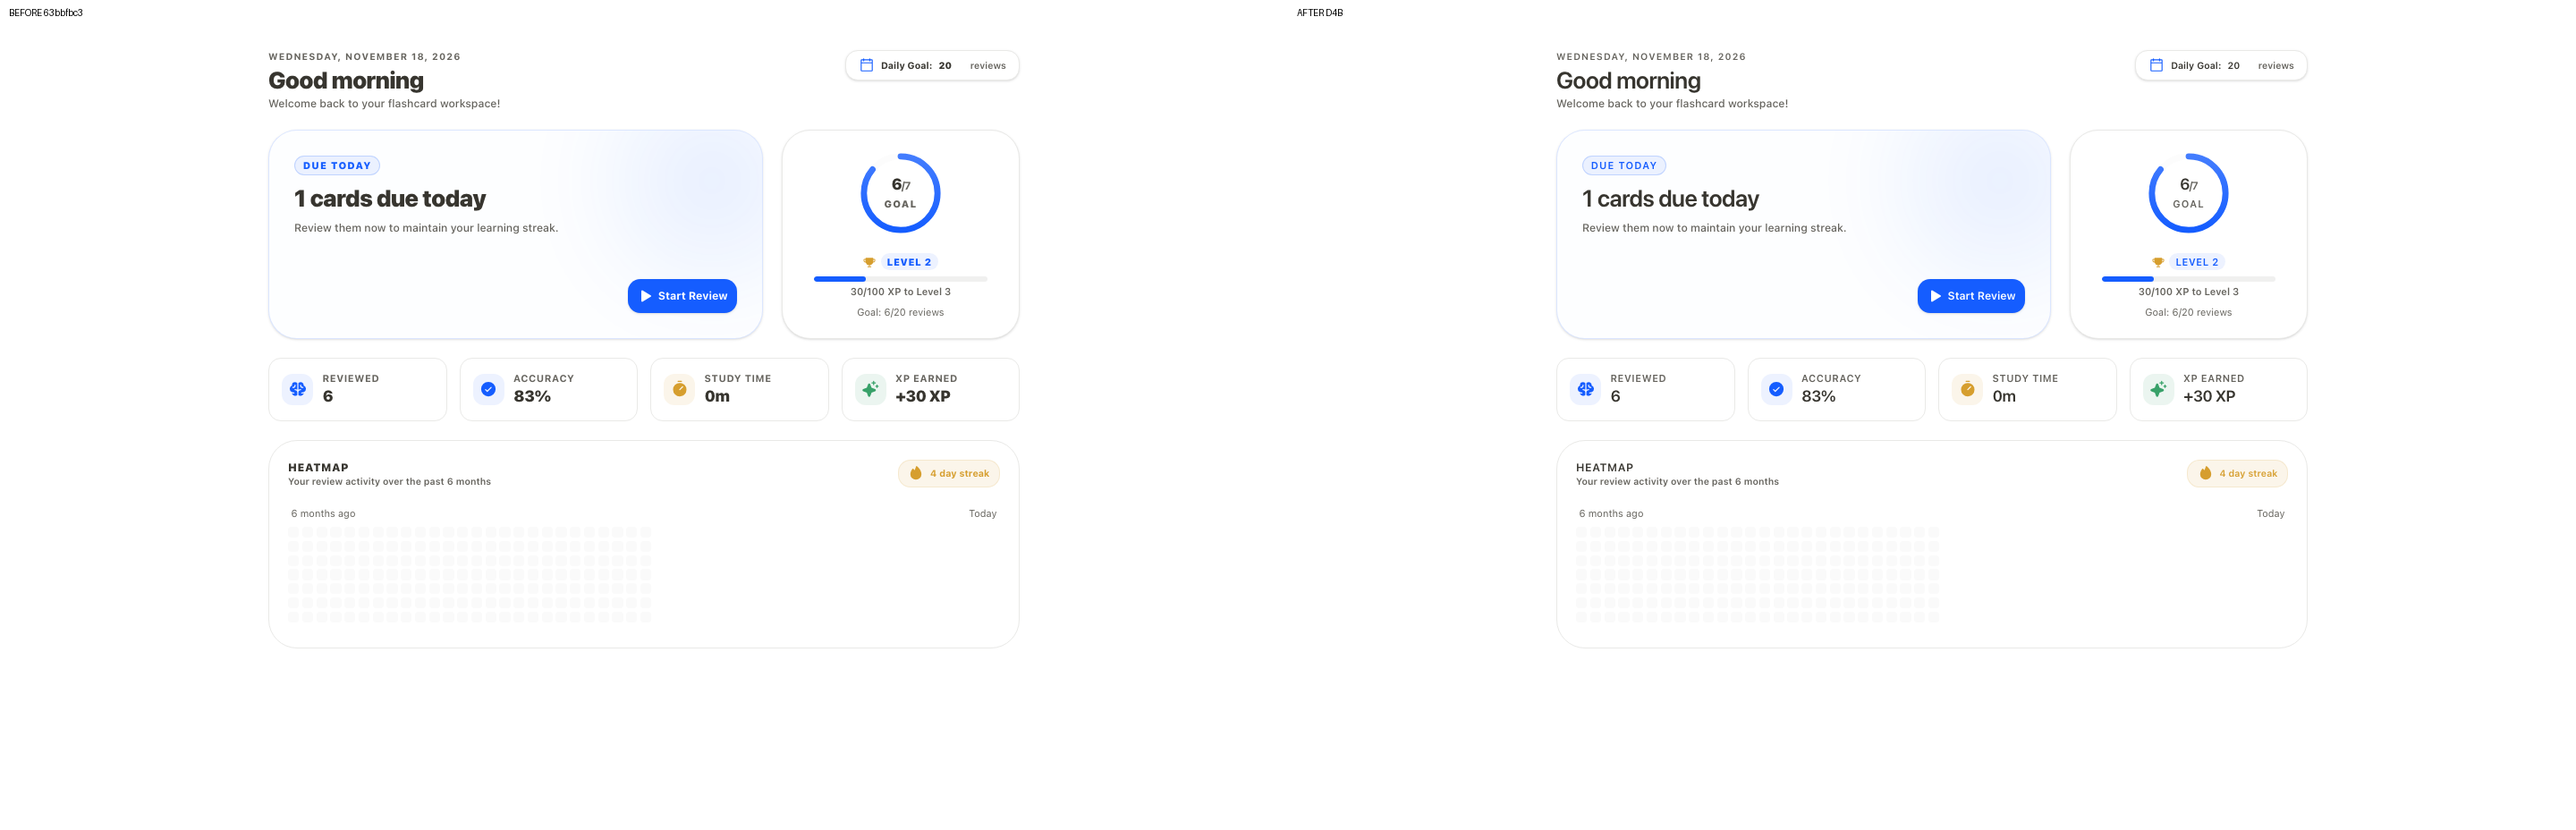 BEFORE 63bbfbc3
WEDNESDAY, NOVEMBER 18, 2026
Good morning
Welcome back to your flashcard workspace!
Daily Goal: 20 reviews
DUE TODAY
1 cards due today
Review them now to maintain your learning streak.
Start Review
6/7
GOAL
LEVEL 2
30/100 XP to Level 3
Goal: 6/20 reviews
REVIEWED
6
ACCURACY
83%
STUDY TIME
0m
XP EARNED
+30 XP
HEATMAP
Your review activity over the past 6 months
4 day streak
6 months ago
Today
AFTER D4B
WEDNESDAY, NOVEMBER 18, 2026
Good morning
Welcome back to your flashcard workspace!
Daily Goal: 20 reviews
DUE TODAY
1 cards due today
Review them now to maintain your learning streak.
Start Review
6/7
GOAL
LEVEL 2
30/100 XP to Level 3
Goal: 6/20 reviews
REVIEWED
6
ACCURACY
83%
STUDY TIME
0m
XP EARNED
+30 XP
HEATMAP
Your review activity over the past 6 months
4 day streak
6 months ago
Today